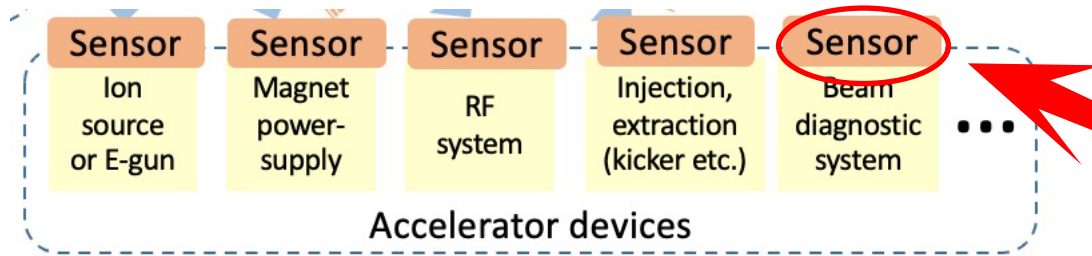 Sensor Sensor Sensor Sensor Sensor
Ion
source
or E-gun
Magnet
power-
supply
RF
system
Injection,
extraction
(kicker etc.)
Beam
diagnostic
system
•••
Accelerator devices